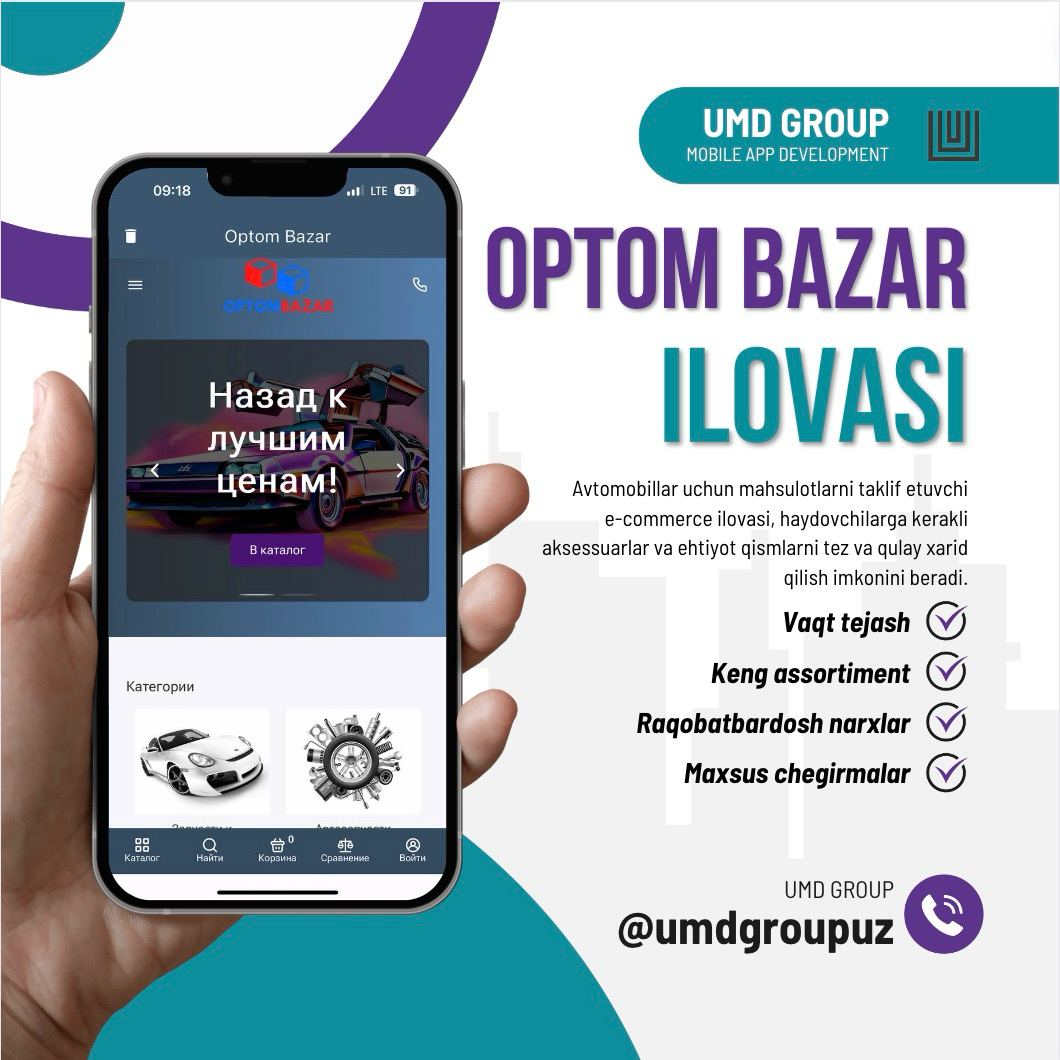 UMD GROUP
MOBILE APP DEVELOPMENT
OPTOM BAZAR
ILOVASI
Avtomobillar uchun mahsulotlarni taklif etuvchi
e-commerce ilovasi, haydovchilarga kerakli
aksessuarlar va ehtiyot qismlarni tez va qulay xarid
qilish imkonini beradi.
Vaqt tejash
Keng assortiment
Raqobatbardosh narxlar
Maxsus chegirmalar
UMD GROUP
@umdgroupuz
09:18 LTE 91
Optom Bazar
OPTOMBAZAR
Назад к
лучшим
ценам!
В каталог
Категории
0
Каталог Найти Корзина Сравнение Войти